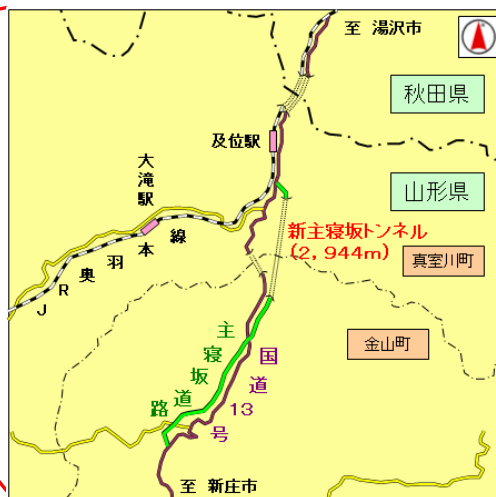 至 湯沢市
秋田県
及位駅
大滝駅
山形県
新主寝坂トンネル
(2,944m)
真室川町
JR奥羽本線
金山町
主寝坂道路
国道13号
至 新庄市